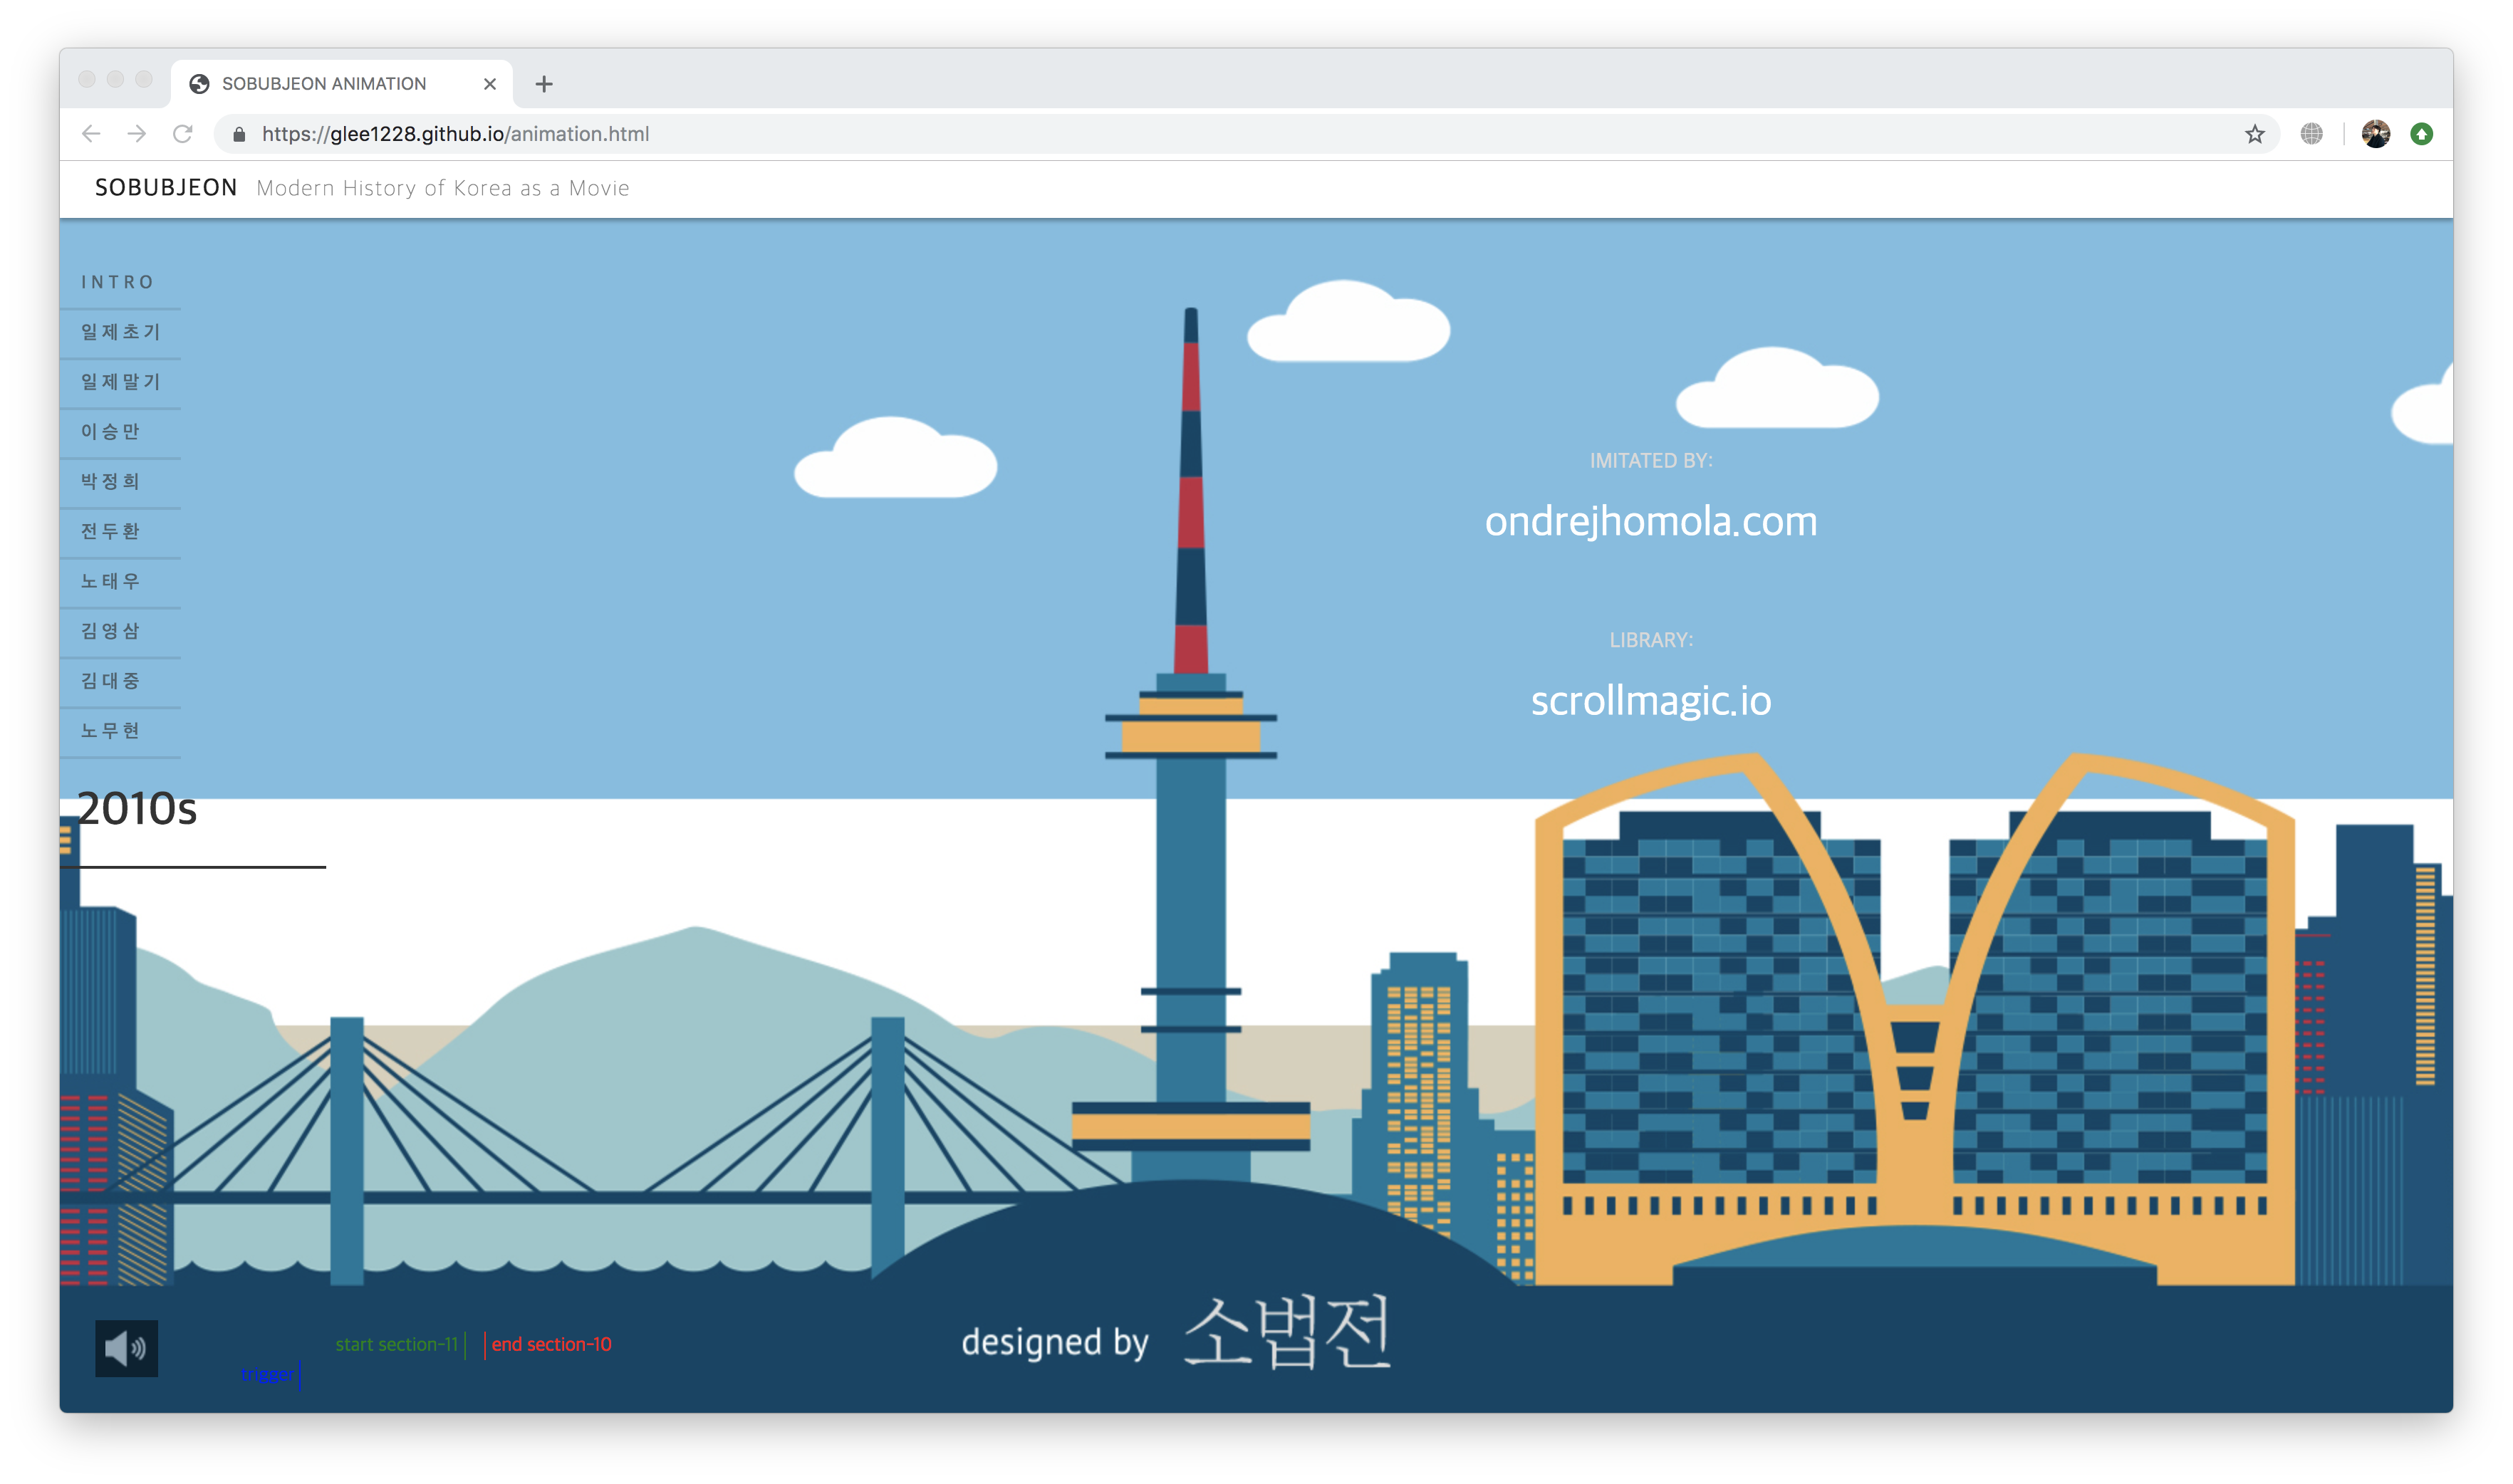 SOBUBJEON ANIMATION
https://glee1228.github.io/animation.html
SOBUBJEON Modern History of Korea as a Movie
INTRO
일제초기
일제말기
이승만
박정희
전두환
노태우
김영삼
김대중
노무현
2010s
IMITATED BY:
ondrejhomola.com
LIBRARY:
scrollmagic.io
start section-11
end section-10
trigger
designed by 소법전